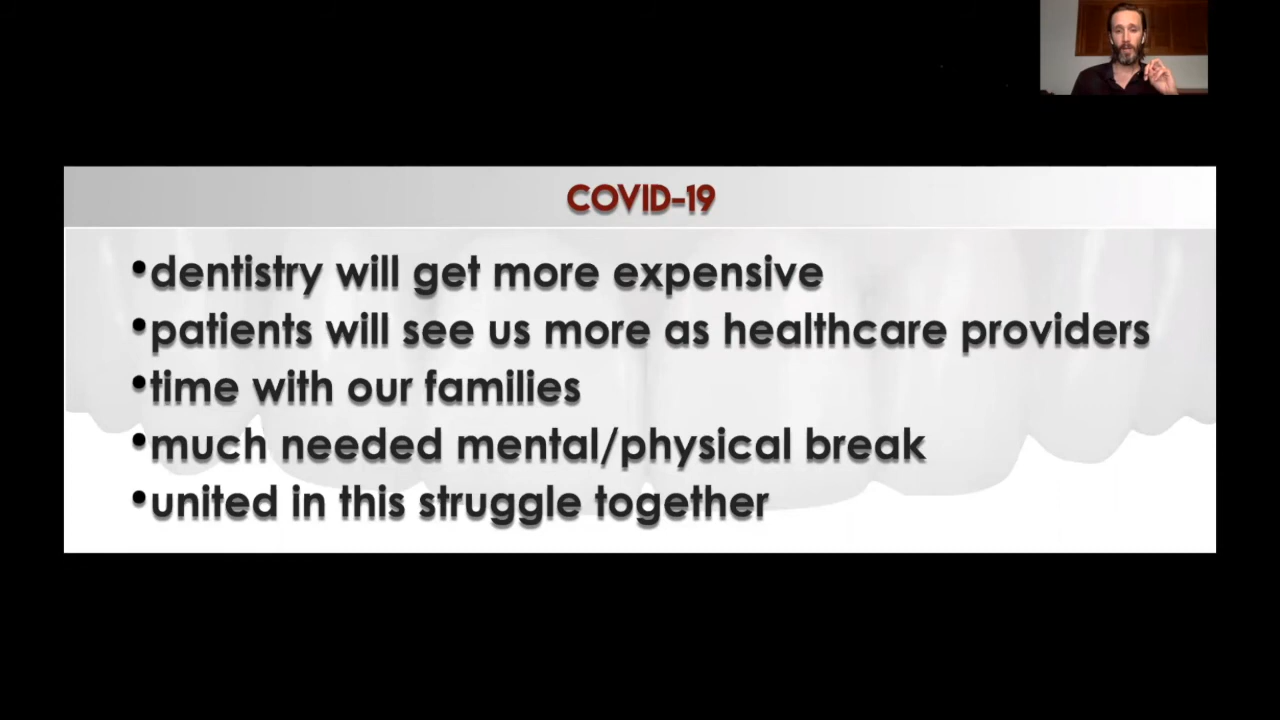 COVID-19
•dentistry will get more expensive
•patients will see us more as healthcare providers
•time with our families
•much needed mental/physical break
•united in this struggle together